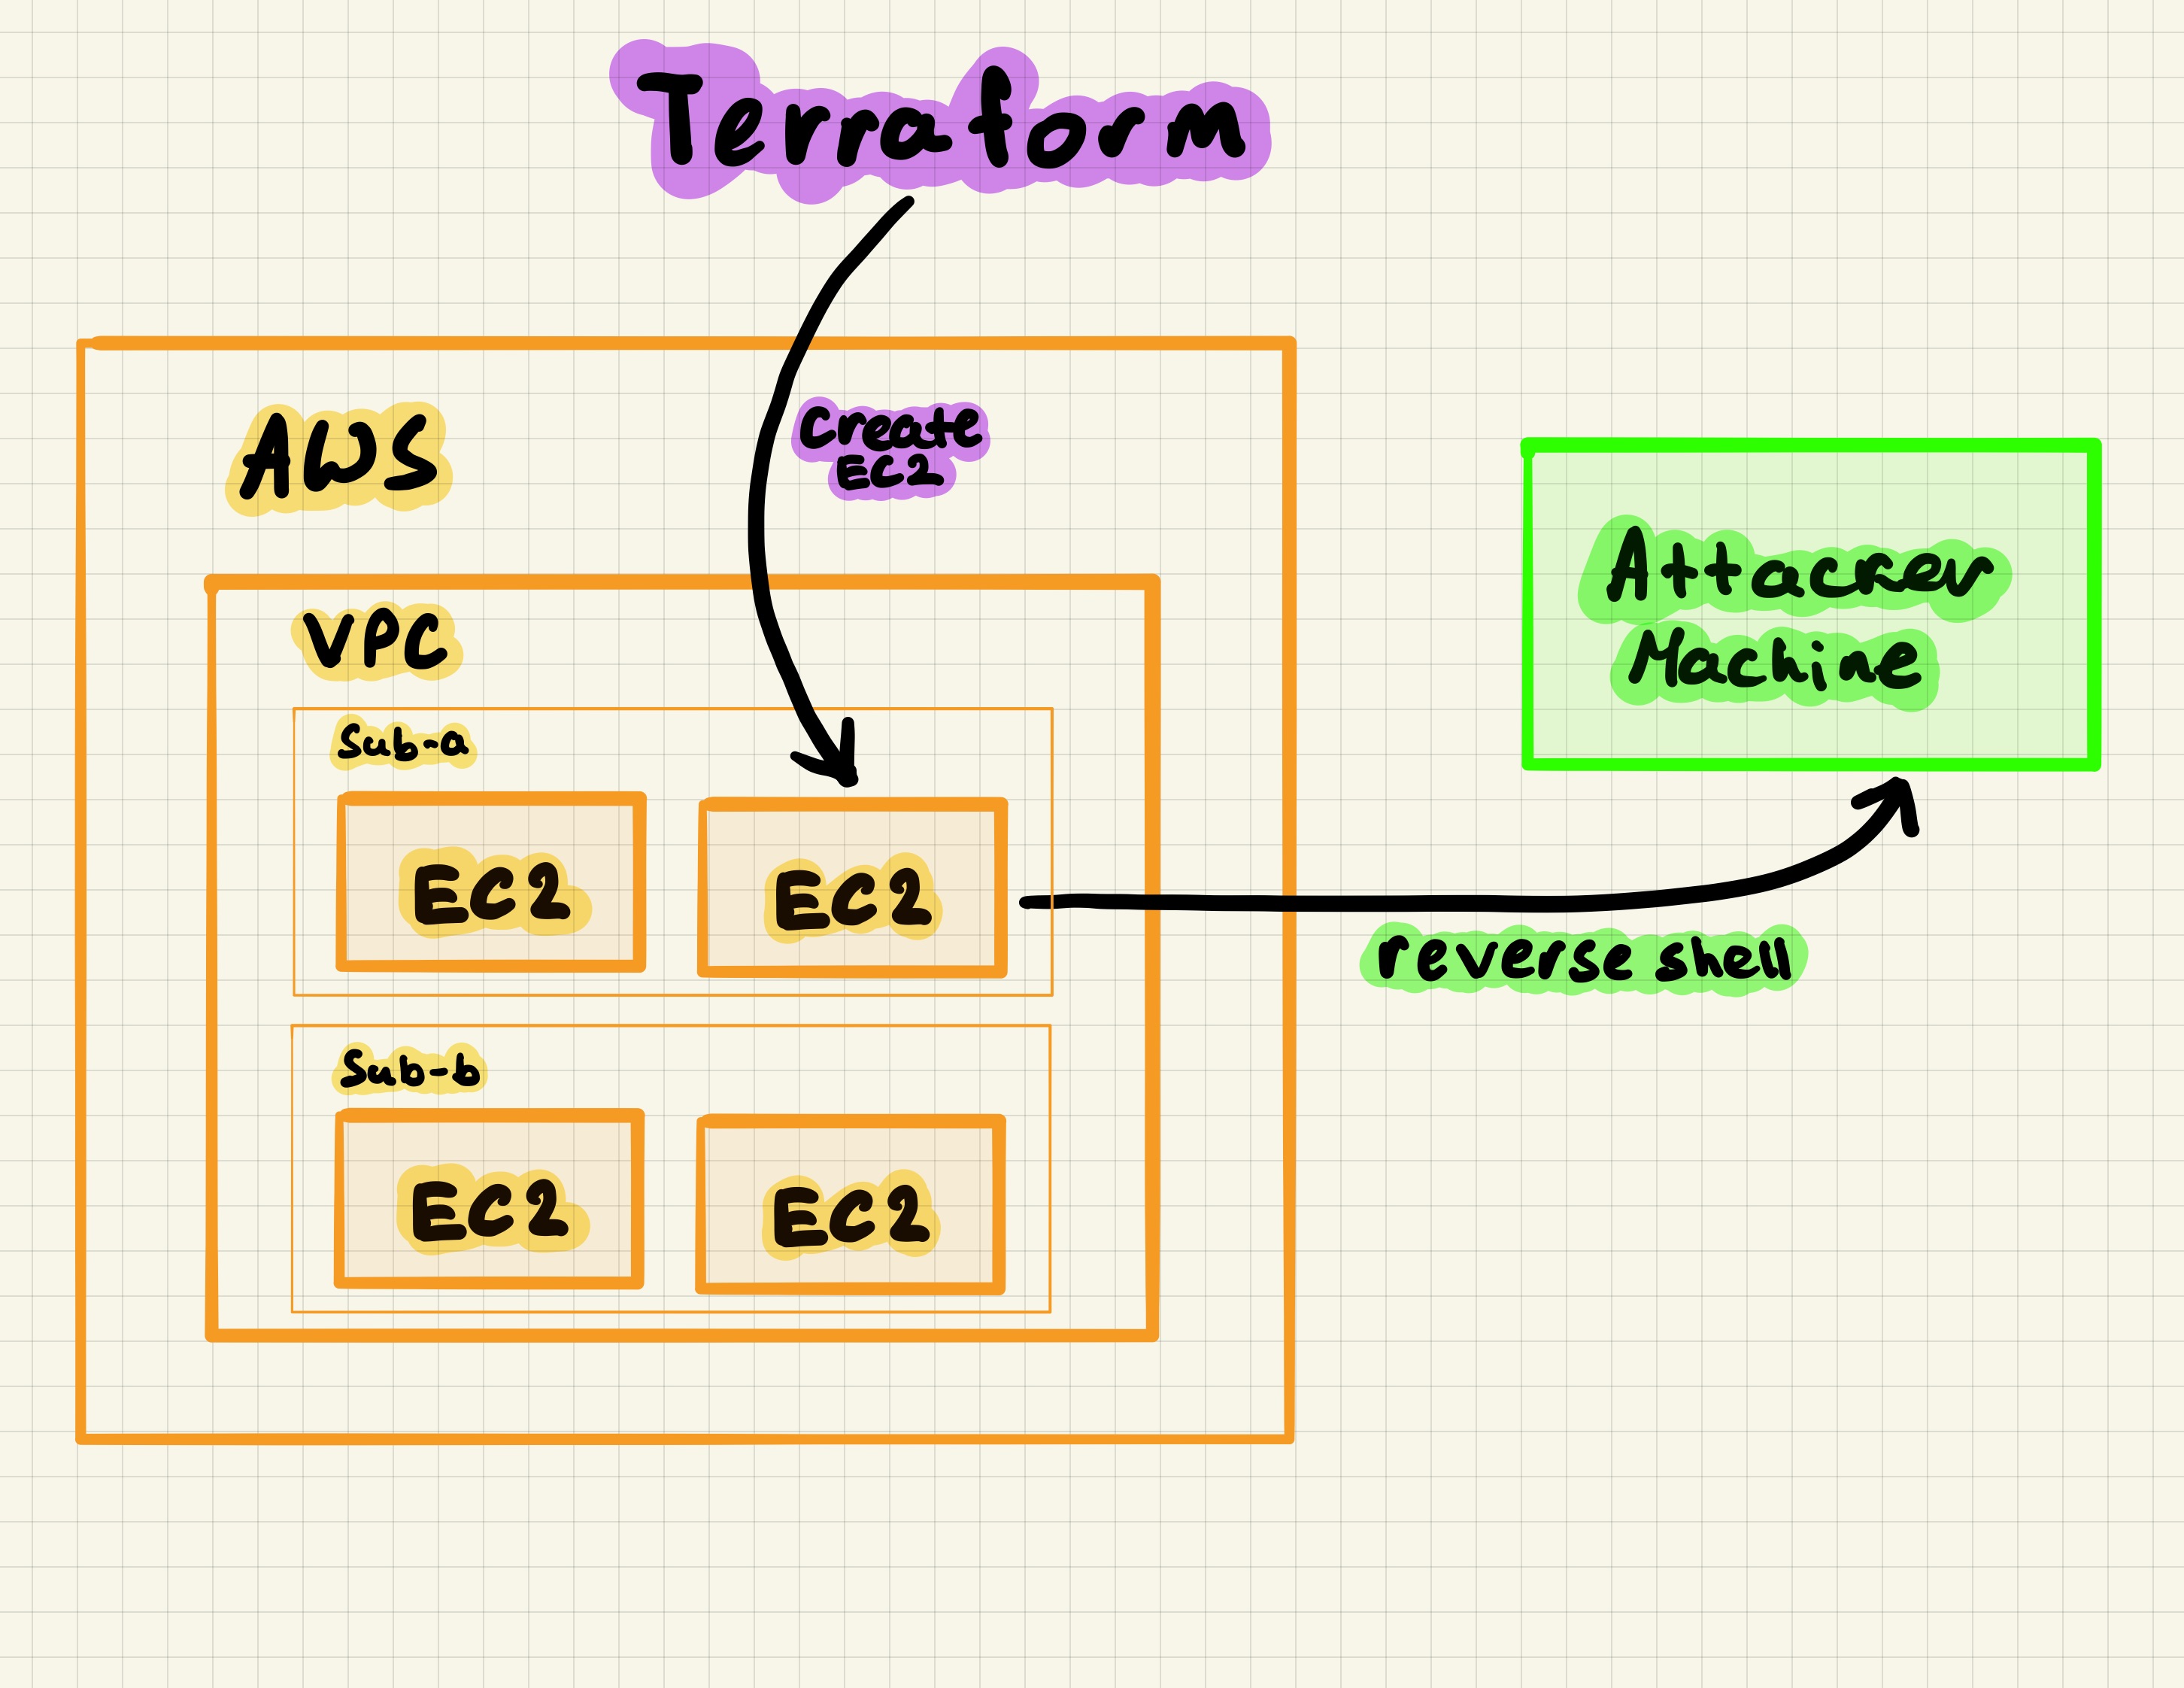 Terraform
AWS
Create
EC2
VPC
Sub-a
EC2
EC2
Sub-b
EC2
EC2
Attacker
Machine
reverse shell